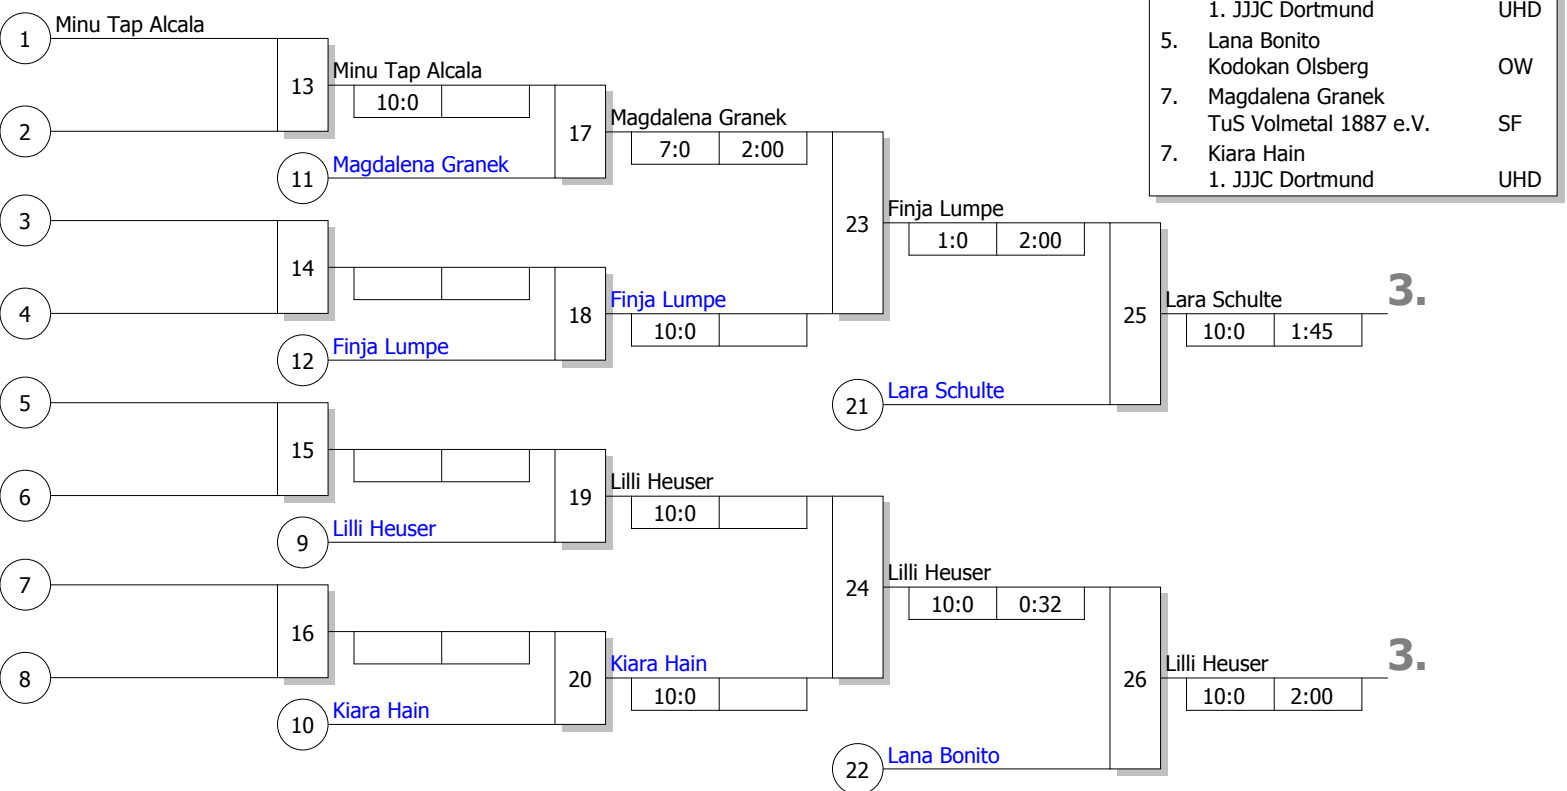 1. JJJC Dortmund UHD
5. Lana Bonito
Kodokan Olsberg OW
7. Magdalena Granek
TuS Volmetal 1887 e.V. SF
7. Kiara Hain
1. JJJC Dortmund UHD
1 Minu Tap Alcala
13 Minu Tap Alcala
10:0
2
17 Magdalena Granek
7:0 2:00
11 Magdalena Granek
3
23 Finja Lumpe
1:0 2:00
14
4
18 Finja Lumpe
10:0
25 Lara Schulte 3.
10:0 1:45
12 Finja Lumpe
21 Lara Schulte
5
15
6
19 Lilli Heuser
10:0
9 Lilli Heuser
7
24 Lilli Heuser
10:0 0:32
16
8
20 Kiara Hain
10:0
26 Lilli Heuser 3.
10:0 2:00
10 Kiara Hain
22 Lana Bonito